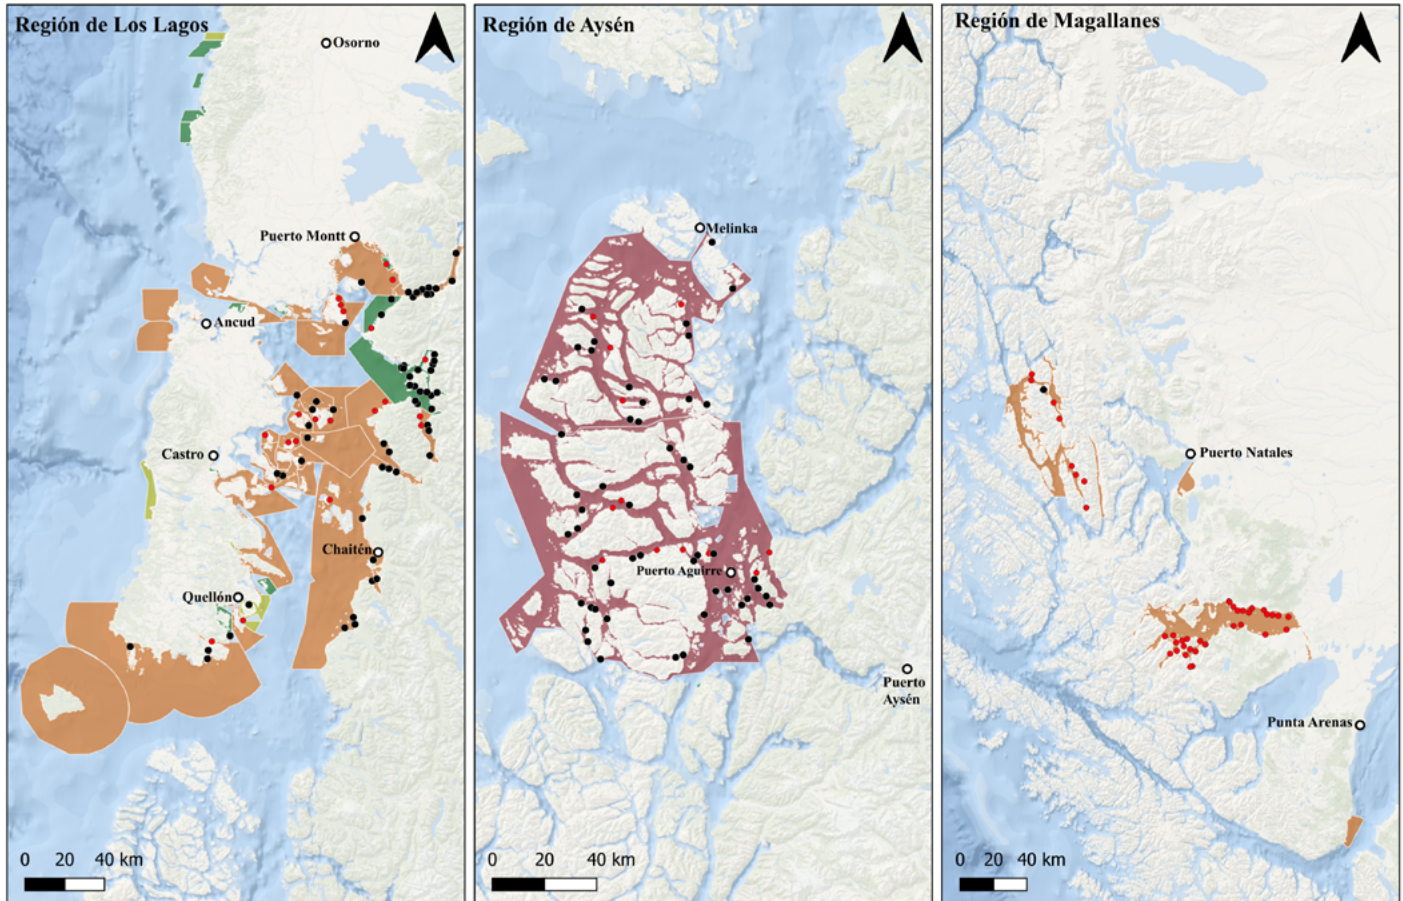 Región de Los Lagos
Osorno
Puerto Montt
Ancud
Castro
Chaitén
Quellón
0 20 40 km
Región de Aysén
Melinka
Puerto Aguirre
Puerto
Aysén
0 20 40 km
Región de Magallanes
Puerto Natales
Punta Arenas
0 20 40 km